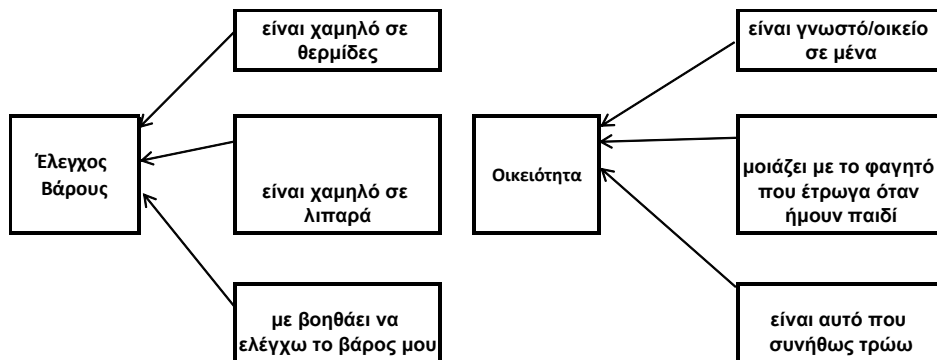 είναι χαμηλό σε
θερμίδες
Έλεγχος
Βάρους
είναι χαμηλό σε
λιπαρά
με βοηθάει να
ελέγχω το βάρος μου
είναι γνωστό/οικείο
σε μένα
Οικειότητα
μοιάζει με το φαγητό
που έτρωγα όταν
ήμουν παιδί
είναι αυτό που
συνήθως τρώω